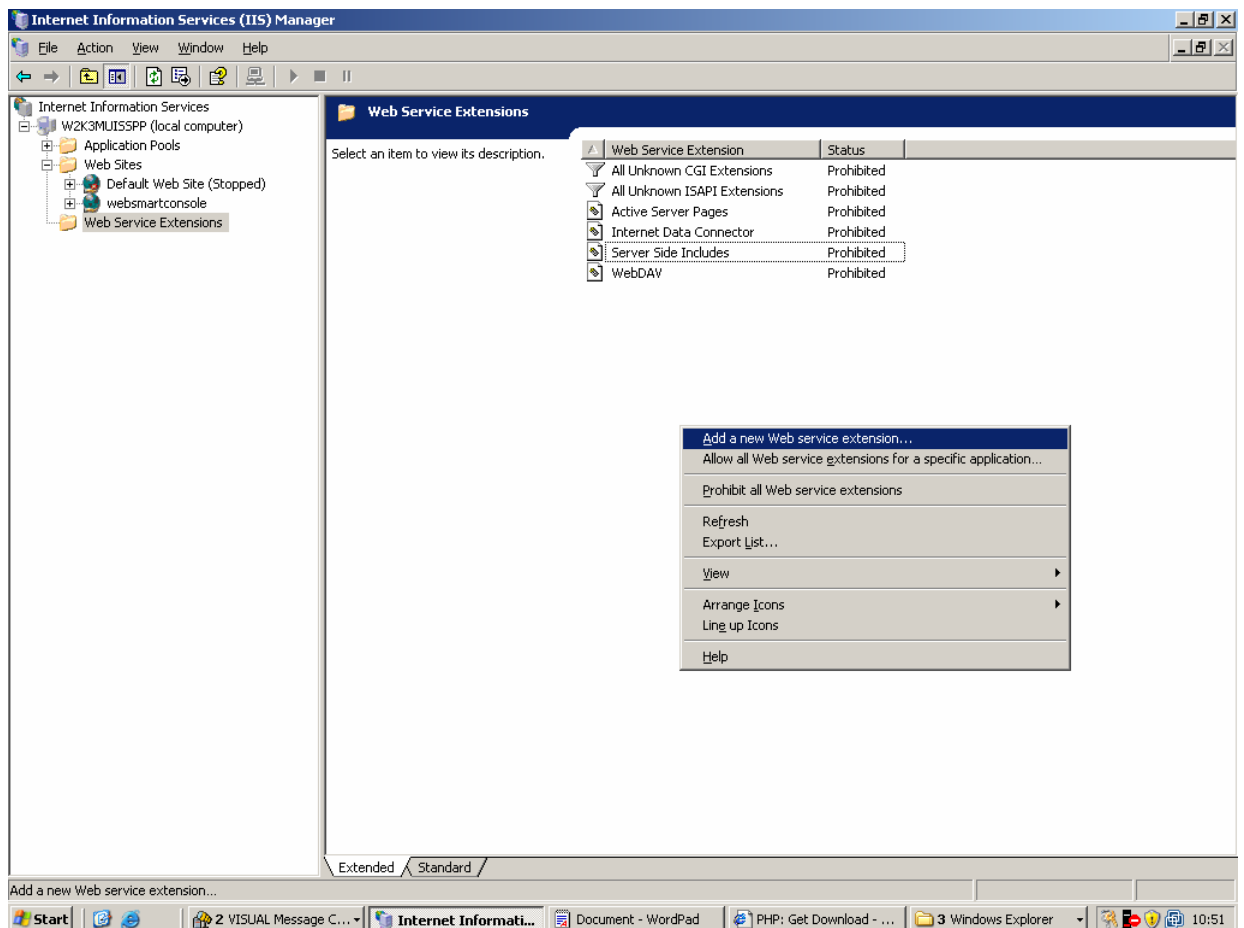 Internet Information Services (IIS) Manager
File Action View Window Help
Internet Information Services
W2K3MUISSPP (local computer)
Application Pools
Web Sites
Default Web Site (Stopped)
websmartconsole
Web Service Extensions
Web Service Extensions
Select an item to view its description.
Web Service Extension Status
All Unknown CGI Extensions Prohibited
All Unknown ISAPI Extensions Prohibited
Active Server Pages Prohibited
Internet Data Connector Prohibited
Server Side Includes Prohibited
WebDAV Prohibited
Add a new Web service extension...
Allow all Web service extensions for a specific application...
Prohibit all Web service extensions
Refresh
Export List...
View
Arrange Icons
Line up Icons
Help
Extended Standard
Add a new Web service extension...
Start 2 VISUAL Message C... Internet Informati... Document - WordPad PHP: Get Download - ... 3 Windows Explorer 10:51